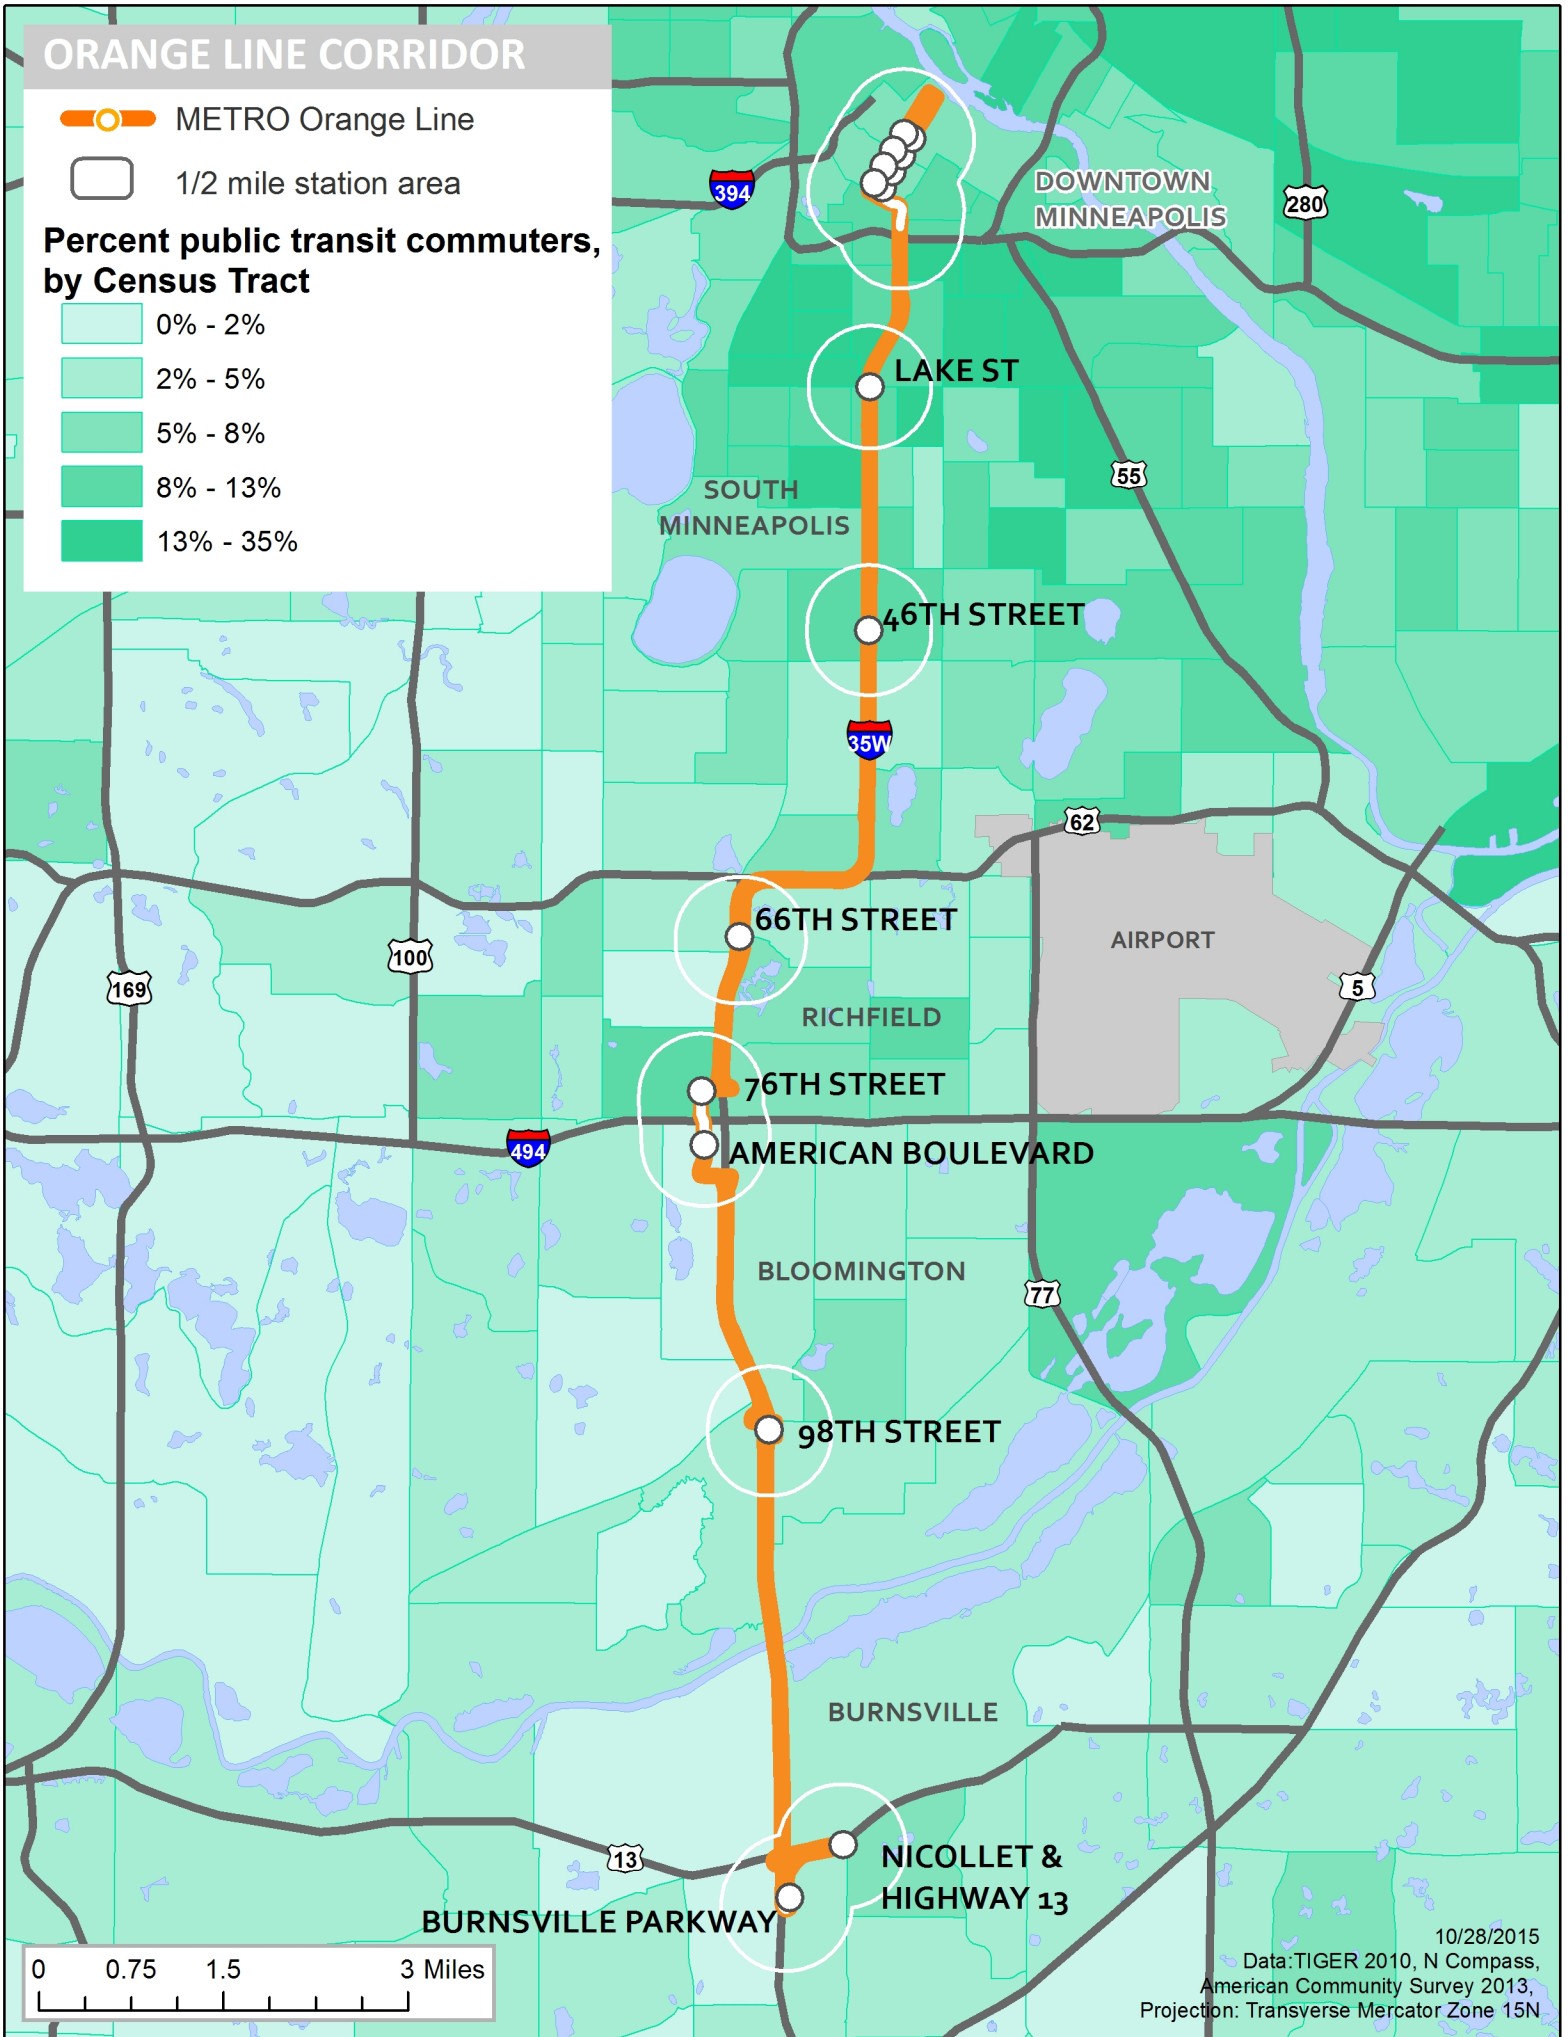 ORANGE LINE CORRIDOR
METRO Orange Line
1/2 mile station area
Percent public transit commuters,
by Census Tract
0% - 2%
2% - 5%
5% - 8%
8% - 13%
13% - 35%
394
DOWNTOWN
MINNEAPOLIS
280
LAKE ST
55
SOUTH
MINNEAPOLIS
46TH STREET
35W
62
66TH STREET
AIRPORT
100
169
5
RICHFIELD
76TH STREET
494
AMERICAN BOULEVARD
BLOOMINGTON
77
98TH STREET
BURNSVILLE
13
NICOLLET &
HIGHWAY 13
BURNSVILLE PARKWAY
0 0.75 1.5 3 Miles
10/28/2015
Data:TIGER 2010, N Compass,
American Community Survey 2013,
Projection: Transverse Mercator Zone 15N